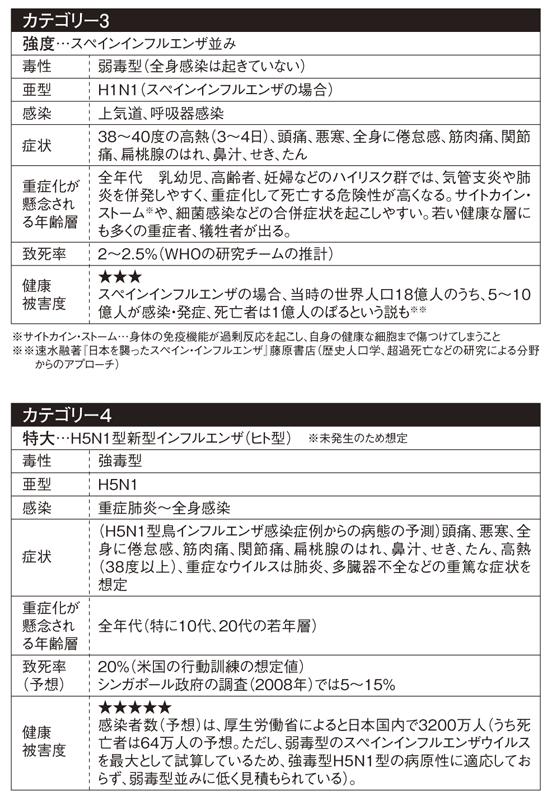 カテゴリー3
強度…スペインインフルエンザ並み
毒性 弱毒型(全身感染は起きていない)
亜型 H1N1(スペインインフルエンザの場合)
感染 上気道、呼吸器感染
症状 38〜40度の高熱(3〜4日)、頭痛、悪寒、全身に倦怠感、筋肉痛、関節
痛、扁桃腺のはれ、鼻汁、せき、たん
重症化が
懸念され
る年齢層
全年代 乳幼児、高齢者、妊婦などのハイリスク群では、気管支炎や肺
炎を併発しやすく、重症化して死亡する危険性が高くなる。サイトカイン・
ストーム※や、細菌感染などの合併症状を起こしやすい。若い健康な層に
も多くの重症者、犠牲者が出る。
致死率 2〜2.5%(WHOの研究チームの推計)
健康
被害度
★★★
スペインインフルエンザの場合、当時の世界人口18億人のうち、5〜10
億人が感染・発症、死亡者は1億人のぼるという説も※※
※サイトカイン・ストーム…身体の免疫機能が過剰反応を起こし、自身の健康な細胞まで傷つけてしまうこと
※※速水融著『日本を襲ったスペイン・インフルエンザ』藤原書店(歴史人口学、超過死亡などの研究による分野
からのアプローチ)
カテゴリー4
特大…H5N1型新型インフルエンザ(ヒト型) ※未発生のため想定
毒性 強毒型
亜型 H5N1
感染 重症肺炎〜全身感染
症状
(H5N1型鳥インフルエンザ感染症例からの病態の予測)頭痛、悪寒、全
身に倦怠感、筋肉痛、関節痛、扁桃腺のはれ、鼻汁、せき、たん、高熱
(38度以上)、重症なウイルスは肺炎、多臓器不全などの重篤な症状を
想定
重症化が
懸念され
る年齢層
全年代(特に10代、20代の若年層)
致死率
(予想)
20%(米国の行動訓練の想定値)
シンガポール政府の調査(2008年)では5〜15%
健康
被害度
★★★★★
感染者数(予想)は、厚生労働省によると日本国内で3200万人(うち死
亡者は64万人の予想。ただし、弱毒型のスペインインフルエンザウイルス
を最大として試算しているため、強毒型H5N1型の病原性に適応してお
らず、弱毒型並みに低く見積もられている)。